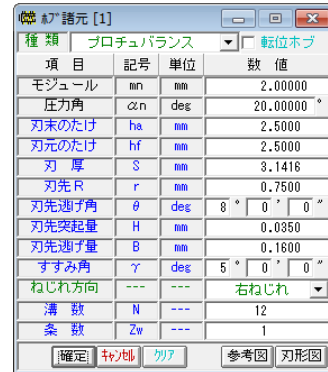 ﾎﾌﾞ諸元 [1]
種 類 プロチュバランス 転位ホブ
項 目 記号 単位 数 値
モジュール mn mm 2.00000
圧力角 αn deg 20.00000 °
刃末のたけ ha mm 2.5000
刃元のたけ hf mm 2.5000
刃 厚 S mm 3.1416
刃先R r mm 0.7500
刃先逃げ角 θ deg 8 ° 0 ' 0 "
刃先突起量 H mm 0.0350
刃先逃げ量 B mm 0.1600
すすみ角 γ deg 5 ° 0 ' 0 "
ねじれ方向 --- --- 右ねじれ
溝 数 N --- 12
条 数 Zw --- 1
確定 ｷｬﾝｾﾙ ｸﾘｱ 参考図 刃形図